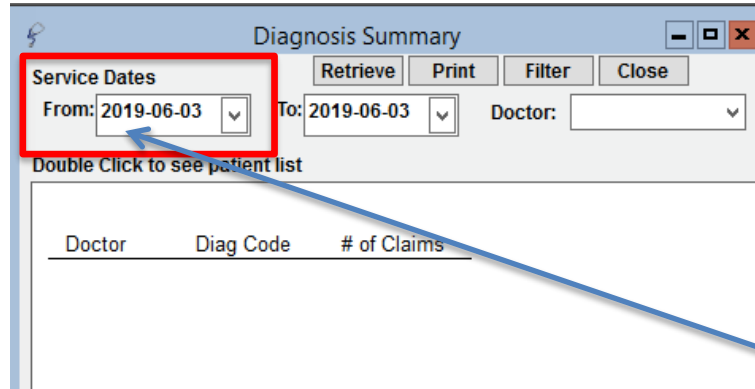 Diagnosis Summary
Service Dates Retrieve Print Filter Close
From: 2019-06-03 To: 2019-06-03 Doctor:
Double Click to see patient list
Doctor Diag Code # of Claims